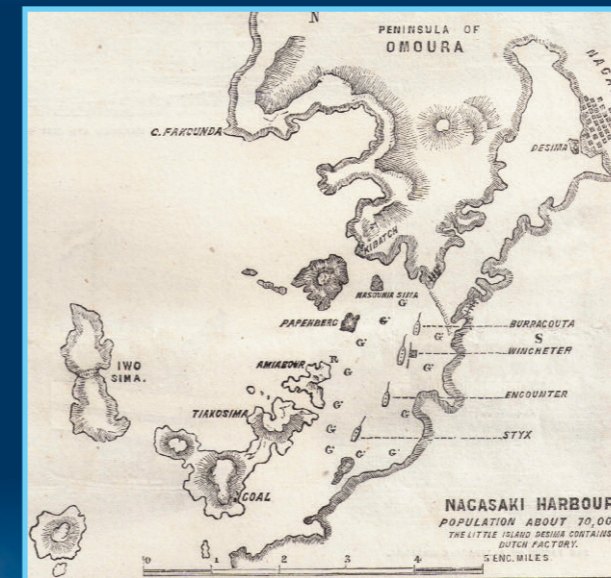 N
PENINSULA OF
OMOURA
NAGA
C. FAKOUNDA
DESIMA
KIBATCH
NASOUMIA SIMA
G
PAPENBERG
G
BURRACOUTA
G
S
G
WINCHETER
IWO
SIMA.
AMIABOUR
R
G
G
ENCOUNTER
G
TIAKOSIMA
G
G
STYX
G
G
G
G
COAL
NAGASAKI HARBOUR
POPULATION ABOUT 70,00
THE LITTLE ISLAND DESIMA CONTAINS
DUTCH FACTORY.
0 1 2 3 4 5 ENG. MILES.